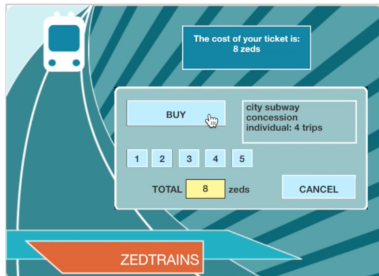 The cost of your ticket is:
8 zeds
BUY
city subway
concession
individual: 4 trips
1 2 3 4 5
TOTAL 8 zeds
CANCEL
ZEDTRAINS